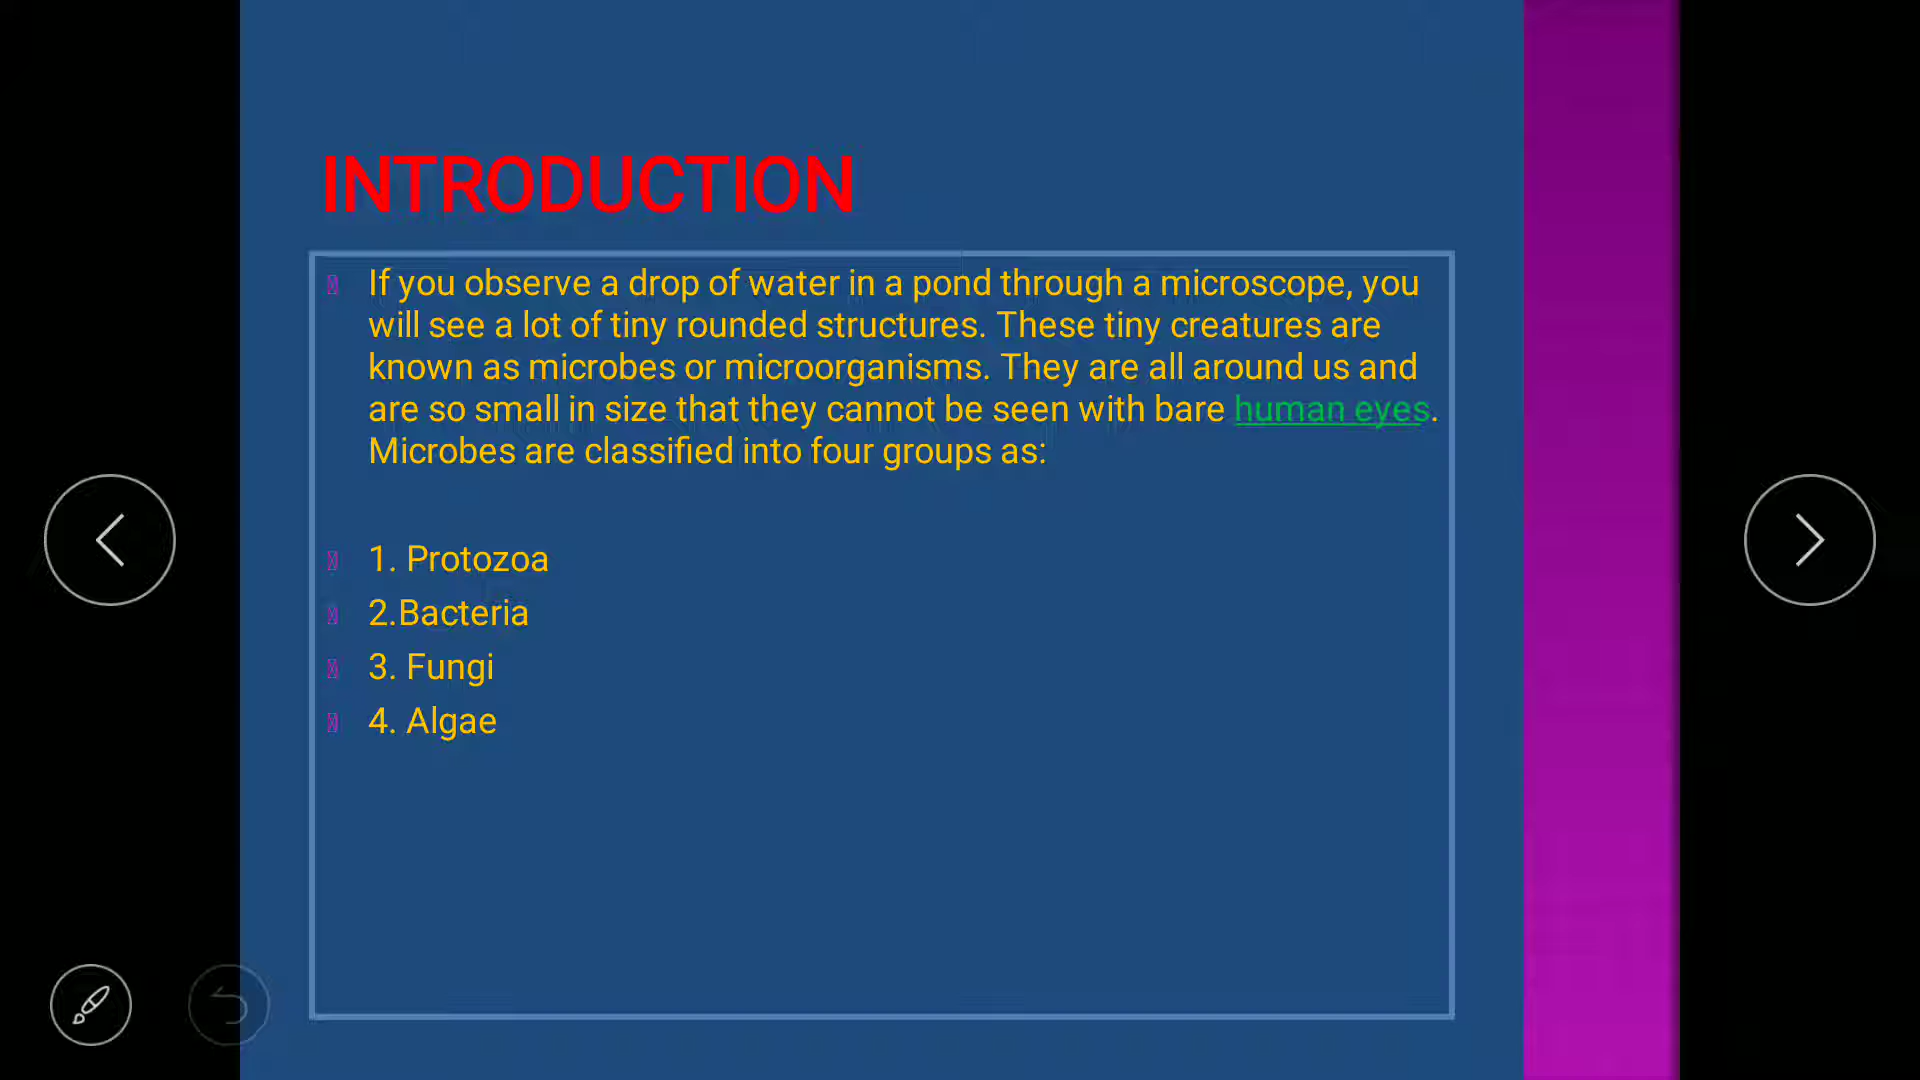 INTRODUCTION
If you observe a drop of water in a pond through a microscope, you
will see a lot of tiny rounded structures. These tiny creatures are
known as microbes or microorganisms. They are all around us and
are so small in size that they cannot be seen with bare human eyes.
Microbes are classified into four groups as:
1. Protozoa
2.Bacteria
3. Fungi
4. Algae